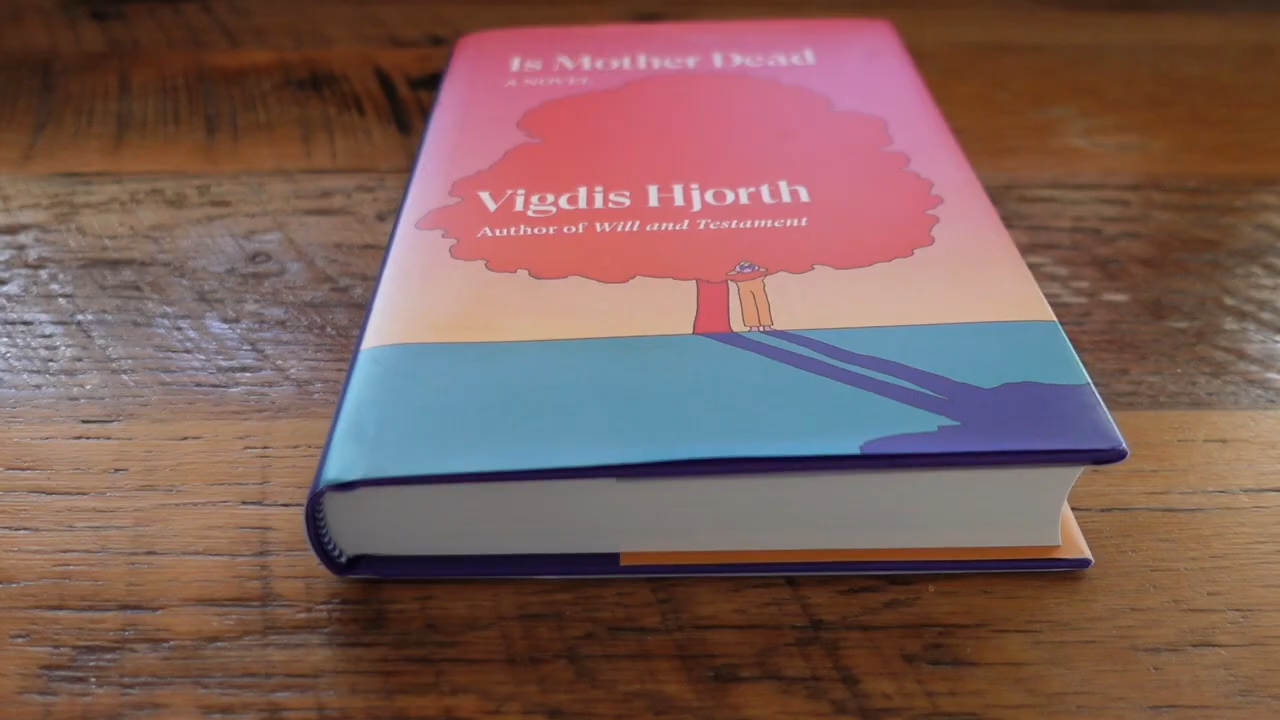 Is Mother Dead
A NOVEL
Vigdis Hjorth
Author of Will and Testament